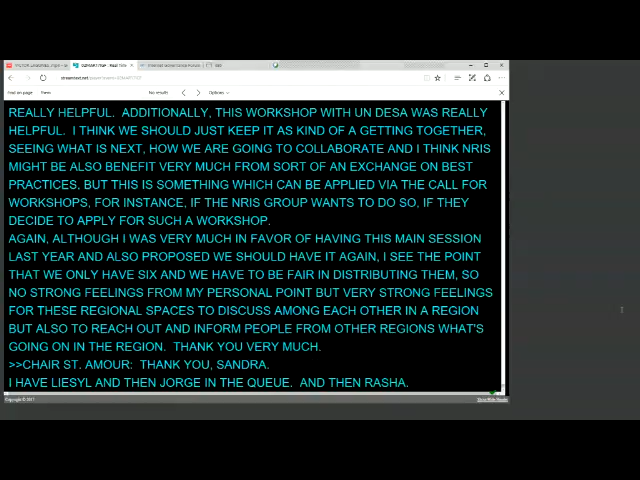 streamtext.net
Find on page
No results
Options
REALLY HELPFUL. ADDITIONALLY, THIS WORKSHOP WITH UN DESA WAS REALLY
HELPFUL. I THINK WE SHOULD JUST KEEP IT AS KIND OF A GETTING TOGETHER,
SEEING WHAT IS NEXT, HOW WE ARE GOING TO COLLABORATE AND I THINK NRIS
MIGHT BE ALSO BENEFIT VERY MUCH FROM SORT OF AN EXCHANGE ON BEST
PRACTICES, BUT THIS IS SOMETHING WHICH CAN BE APPLIED VIA THE CALL FOR
WORKSHOPS, FOR INSTANCE, IF THE NRIS GROUP WANTS TO DO SO, IF THEY
DECIDE TO APPLY FOR SUCH A WORKSHOP.
AGAIN, ALTHOUGH I WAS VERY MUCH IN FAVOR OF HAVING THIS MAIN SESSION
LAST YEAR AND ALSO PROPOSED WE SHOULD HAVE IT AGAIN, I SEE THE POINT
THAT WE ONLY HAVE SIX AND WE HAVE TO BE FAIR IN DISTRIBUTING THEM, SO
NO STRONG FEELINGS FROM MY PERSONAL POINT BUT VERY STRONG FEELINGS
FOR THESE REGIONAL SPACES TO DISCUSS AMONG EACH OTHER IN A REGION
BUT ALSO TO REACH OUT AND INFORM PEOPLE FROM OTHER REGIONS WHAT'S
GOING ON IN THE REGION. THANK YOU VERY MUCH.
>>CHAIR ST. AMOUR: THANK YOU, SANDRA.
I HAVE LIESYL AND THEN JORGE IN THE QUEUE. AND THEN RASHA.